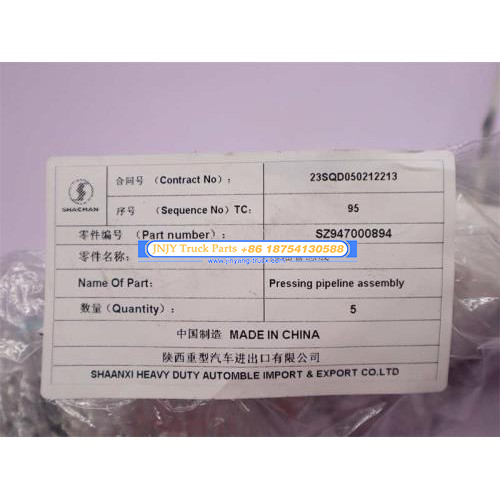 SHACMAN
合同号 (Contract No)： 23SQD050212213
序号 (Sequence No) TC： 95
零件编号 (Part number)： SZ947000894
JNJY Truck Parts +86 18754130588
零件名称：
Name Of Part： Pressing pipeline assembly
数量 (Quantity)： 5
中国制造 MADE IN CHINA
陕西重型汽车进出口有限公司
SHAANXI HEAVY DUTY AUTOMBLE IMPORT & EXPORT CO.LTD